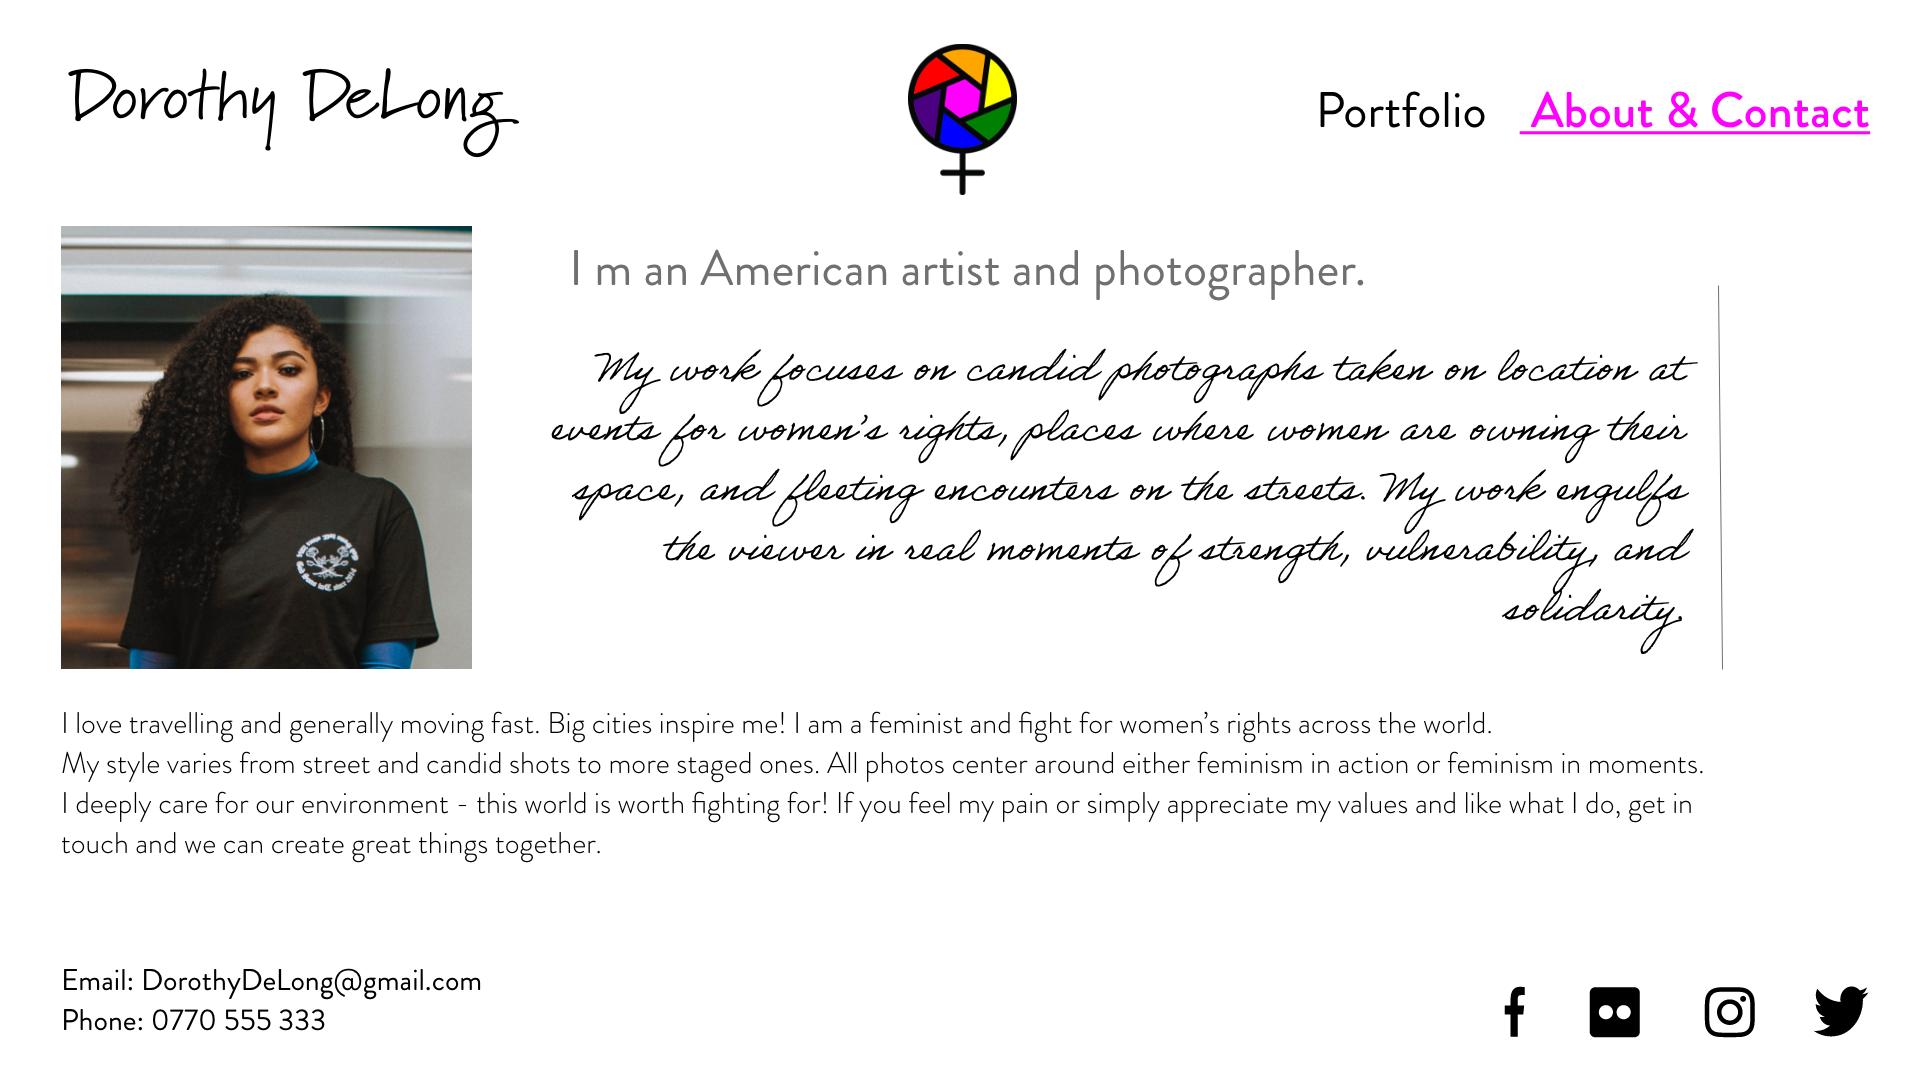 Dorothy DeLong
Portfolio
About & Contact
I m an American artist and photographer.
My work focuses on candid photographs taken on location at
events for women's rights, places where women are owning their
space, and fleeting encounters on the streets. My work engulfs
the viewer in real moments of strength, vulnerability, and
solidarity.
I love travelling and generally moving fast. Big cities inspire me! I am a feminist and fight for women's rights across the world.
My style varies from street and candid shots to more staged ones. All photos center around either feminism in action or feminism in moments.
I deeply care for our environment - this world is worth fighting for! If you feel my pain or simply appreciate my values and like what I do, get in
touch and we can create great things together.
Email: DorothyDeLong@gmail.com
Phone: 0770 555 333